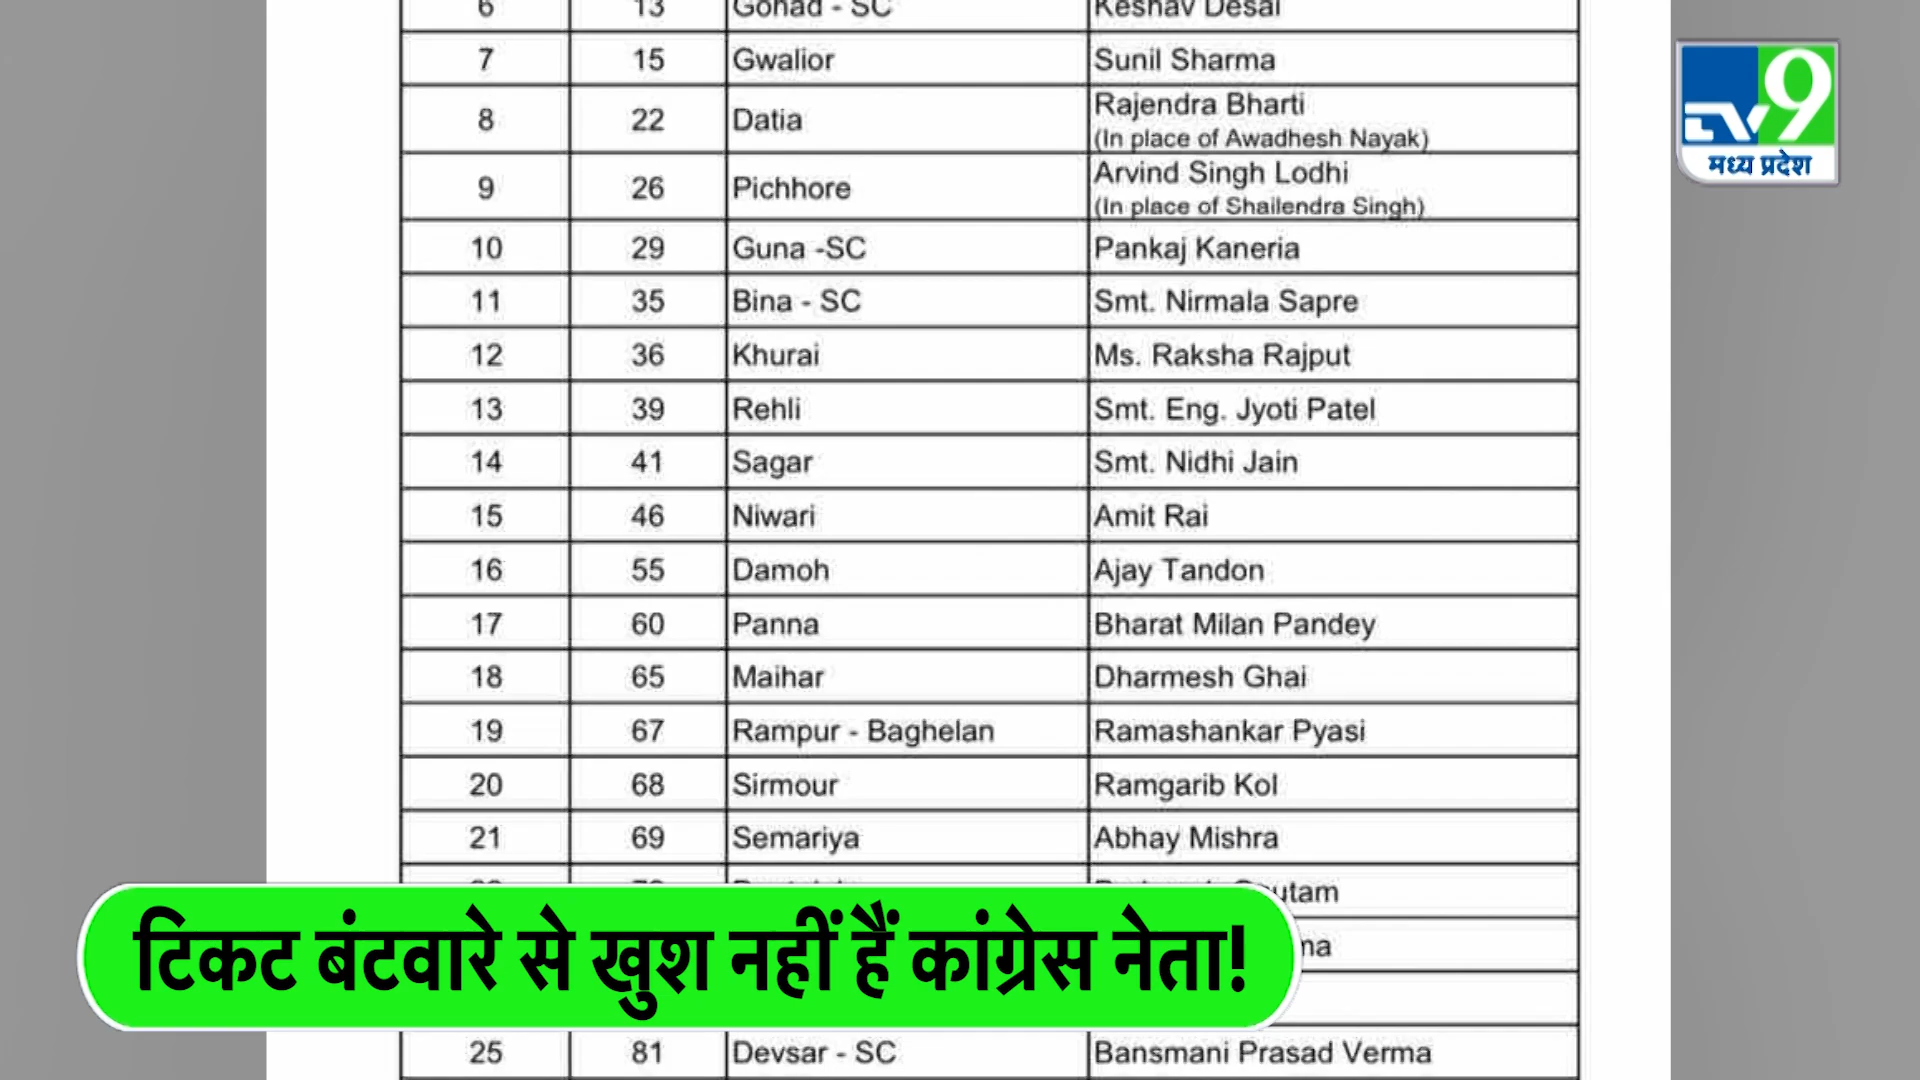 6 13 Gohad - SC Keshav Desai
7 15 Gwalior Sunil Sharma
8 22 Datia Rajendra Bharti
(In place of Awadhesh Nayak)
9 26 Pichhore Arvind Singh Lodhi
(In place of Shailendra Singh)
10 29 Guna -SC Pankaj Kaneria
11 35 Bina - SC Smt. Nirmala Sapre
12 36 Khurai Ms. Raksha Rajput
13 39 Rehli Smt. Eng. Jyoti Patel
14 41 Sagar Smt. Nidhi Jain
15 46 Niwari Amit Rai
16 55 Damoh Ajay Tandon
17 60 Panna Bharat Milan Pandey
18 65 Maihar Dharmesh Ghai
19 67 Rampur - Baghelan Ramashankar Pyasi
20 68 Sirmour Ramgarib Kol
21 69 Semariya Abhay Mishra
25 81 Devsar - SC Bansmani Prasad Verma
टिकट बंटवारे से खुश नहीं हैं कांग्रेस नेता!
TV9
मध्य प्रदेश